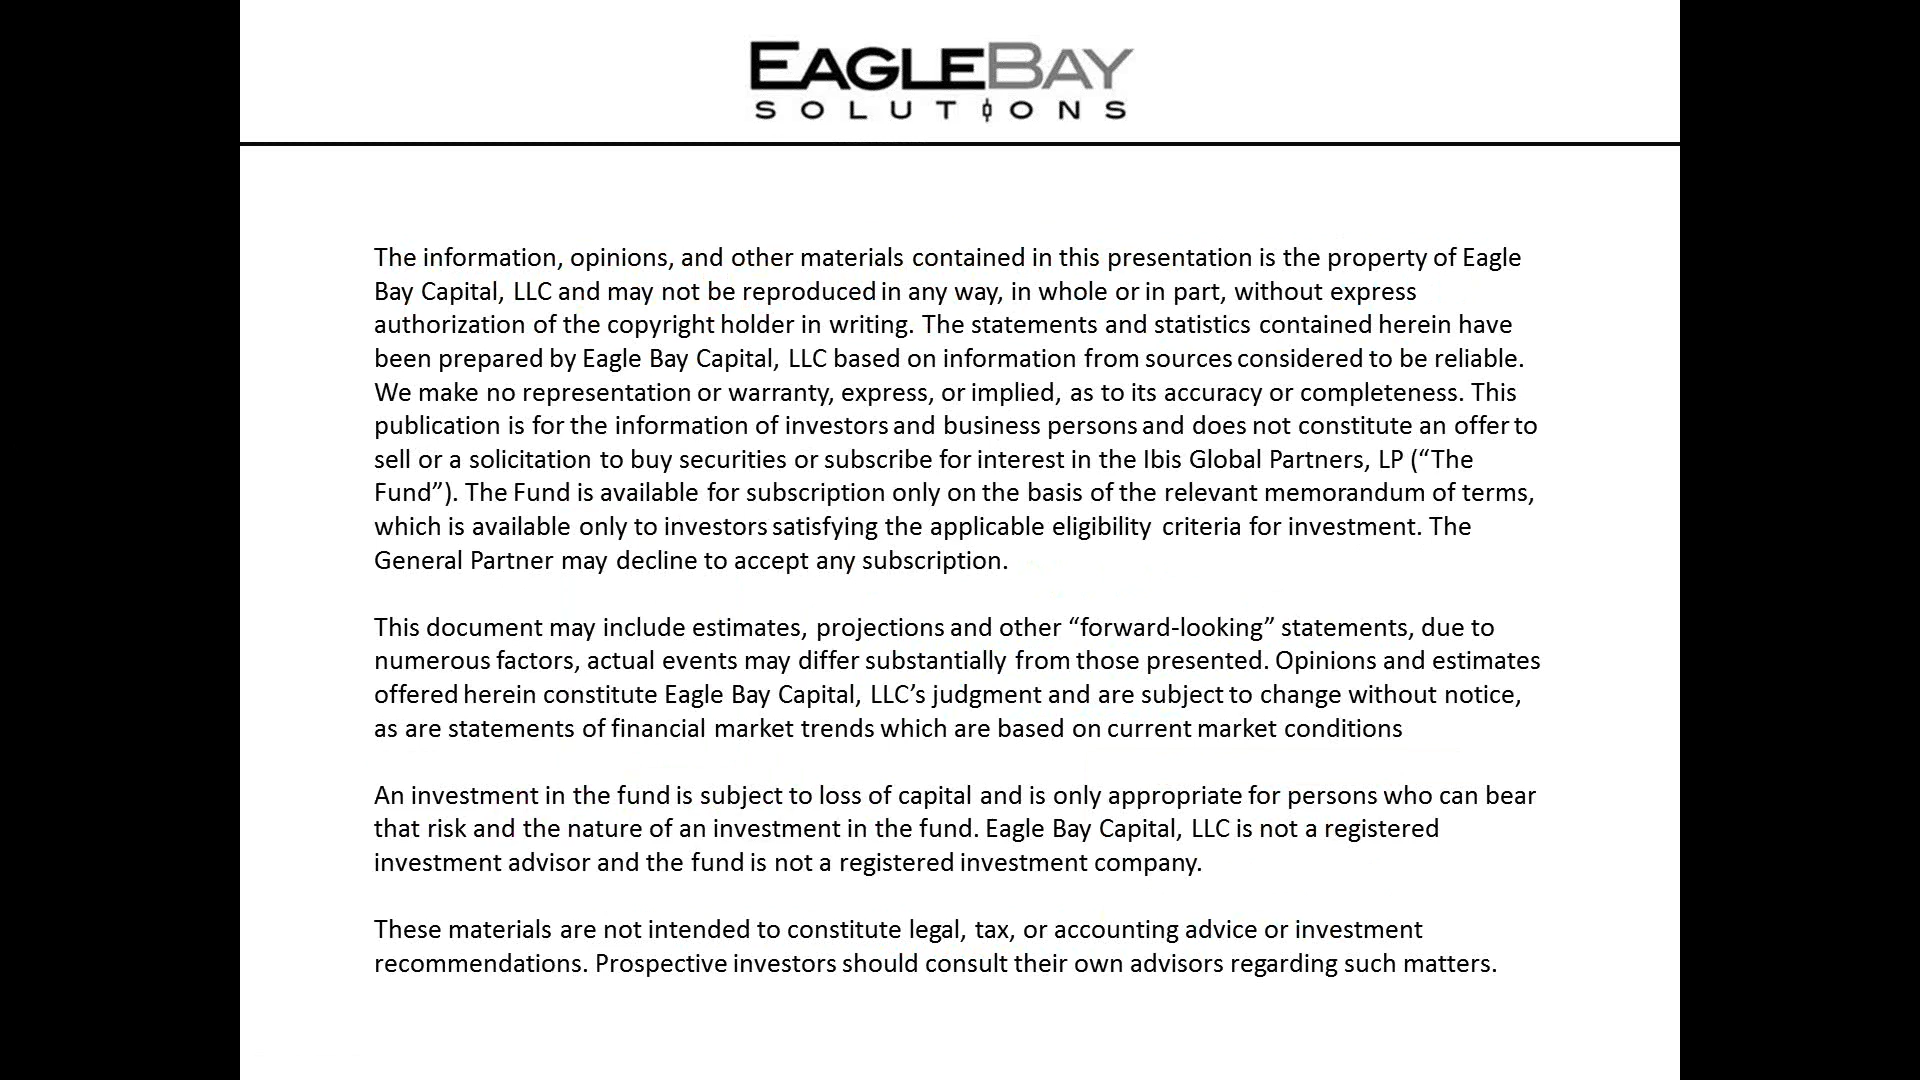 EAGLEBAY
SOLUTIONS
The information, opinions, and other materials contained in this presentation is the property of Eagle
Bay Capital, LLC and may not be reproduced in any way, in whole or in part, without express
authorization of the copyright holder in writing. The statements and statistics contained herein have
been prepared by Eagle Bay Capital, LLC based on information from sources considered to be reliable.
We make no representation or warranty, express, or implied, as to its accuracy or completeness. This
publication is for the information of investors and business persons and does not constitute an offer to
sell or a solicitation to buy securities or subscribe for interest in the Ibis Global Partners, LP (“The
Fund”). The Fund is available for subscription only on the basis of the relevant memorandum of terms,
which is available only to investors satisfying the applicable eligibility criteria for investment. The
General Partner may decline to accept any subscription.
This document may include estimates, projections and other “forward-looking” statements, due to
numerous factors, actual events may differ substantially from those presented. Opinions and estimates
offered herein constitute Eagle Bay Capital, LLC’s judgment and are subject to change without notice,
as are statements of financial market trends which are based on current market conditions
An investment in the fund is subject to loss of capital and is only appropriate for persons who can bear
that risk and the nature of an investment in the fund. Eagle Bay Capital, LLC is not a registered
investment advisor and the fund is not a registered investment company.
These materials are not intended to constitute legal, tax, or accounting advice or investment
recommendations. Prospective investors should consult their own advisors regarding such matters.